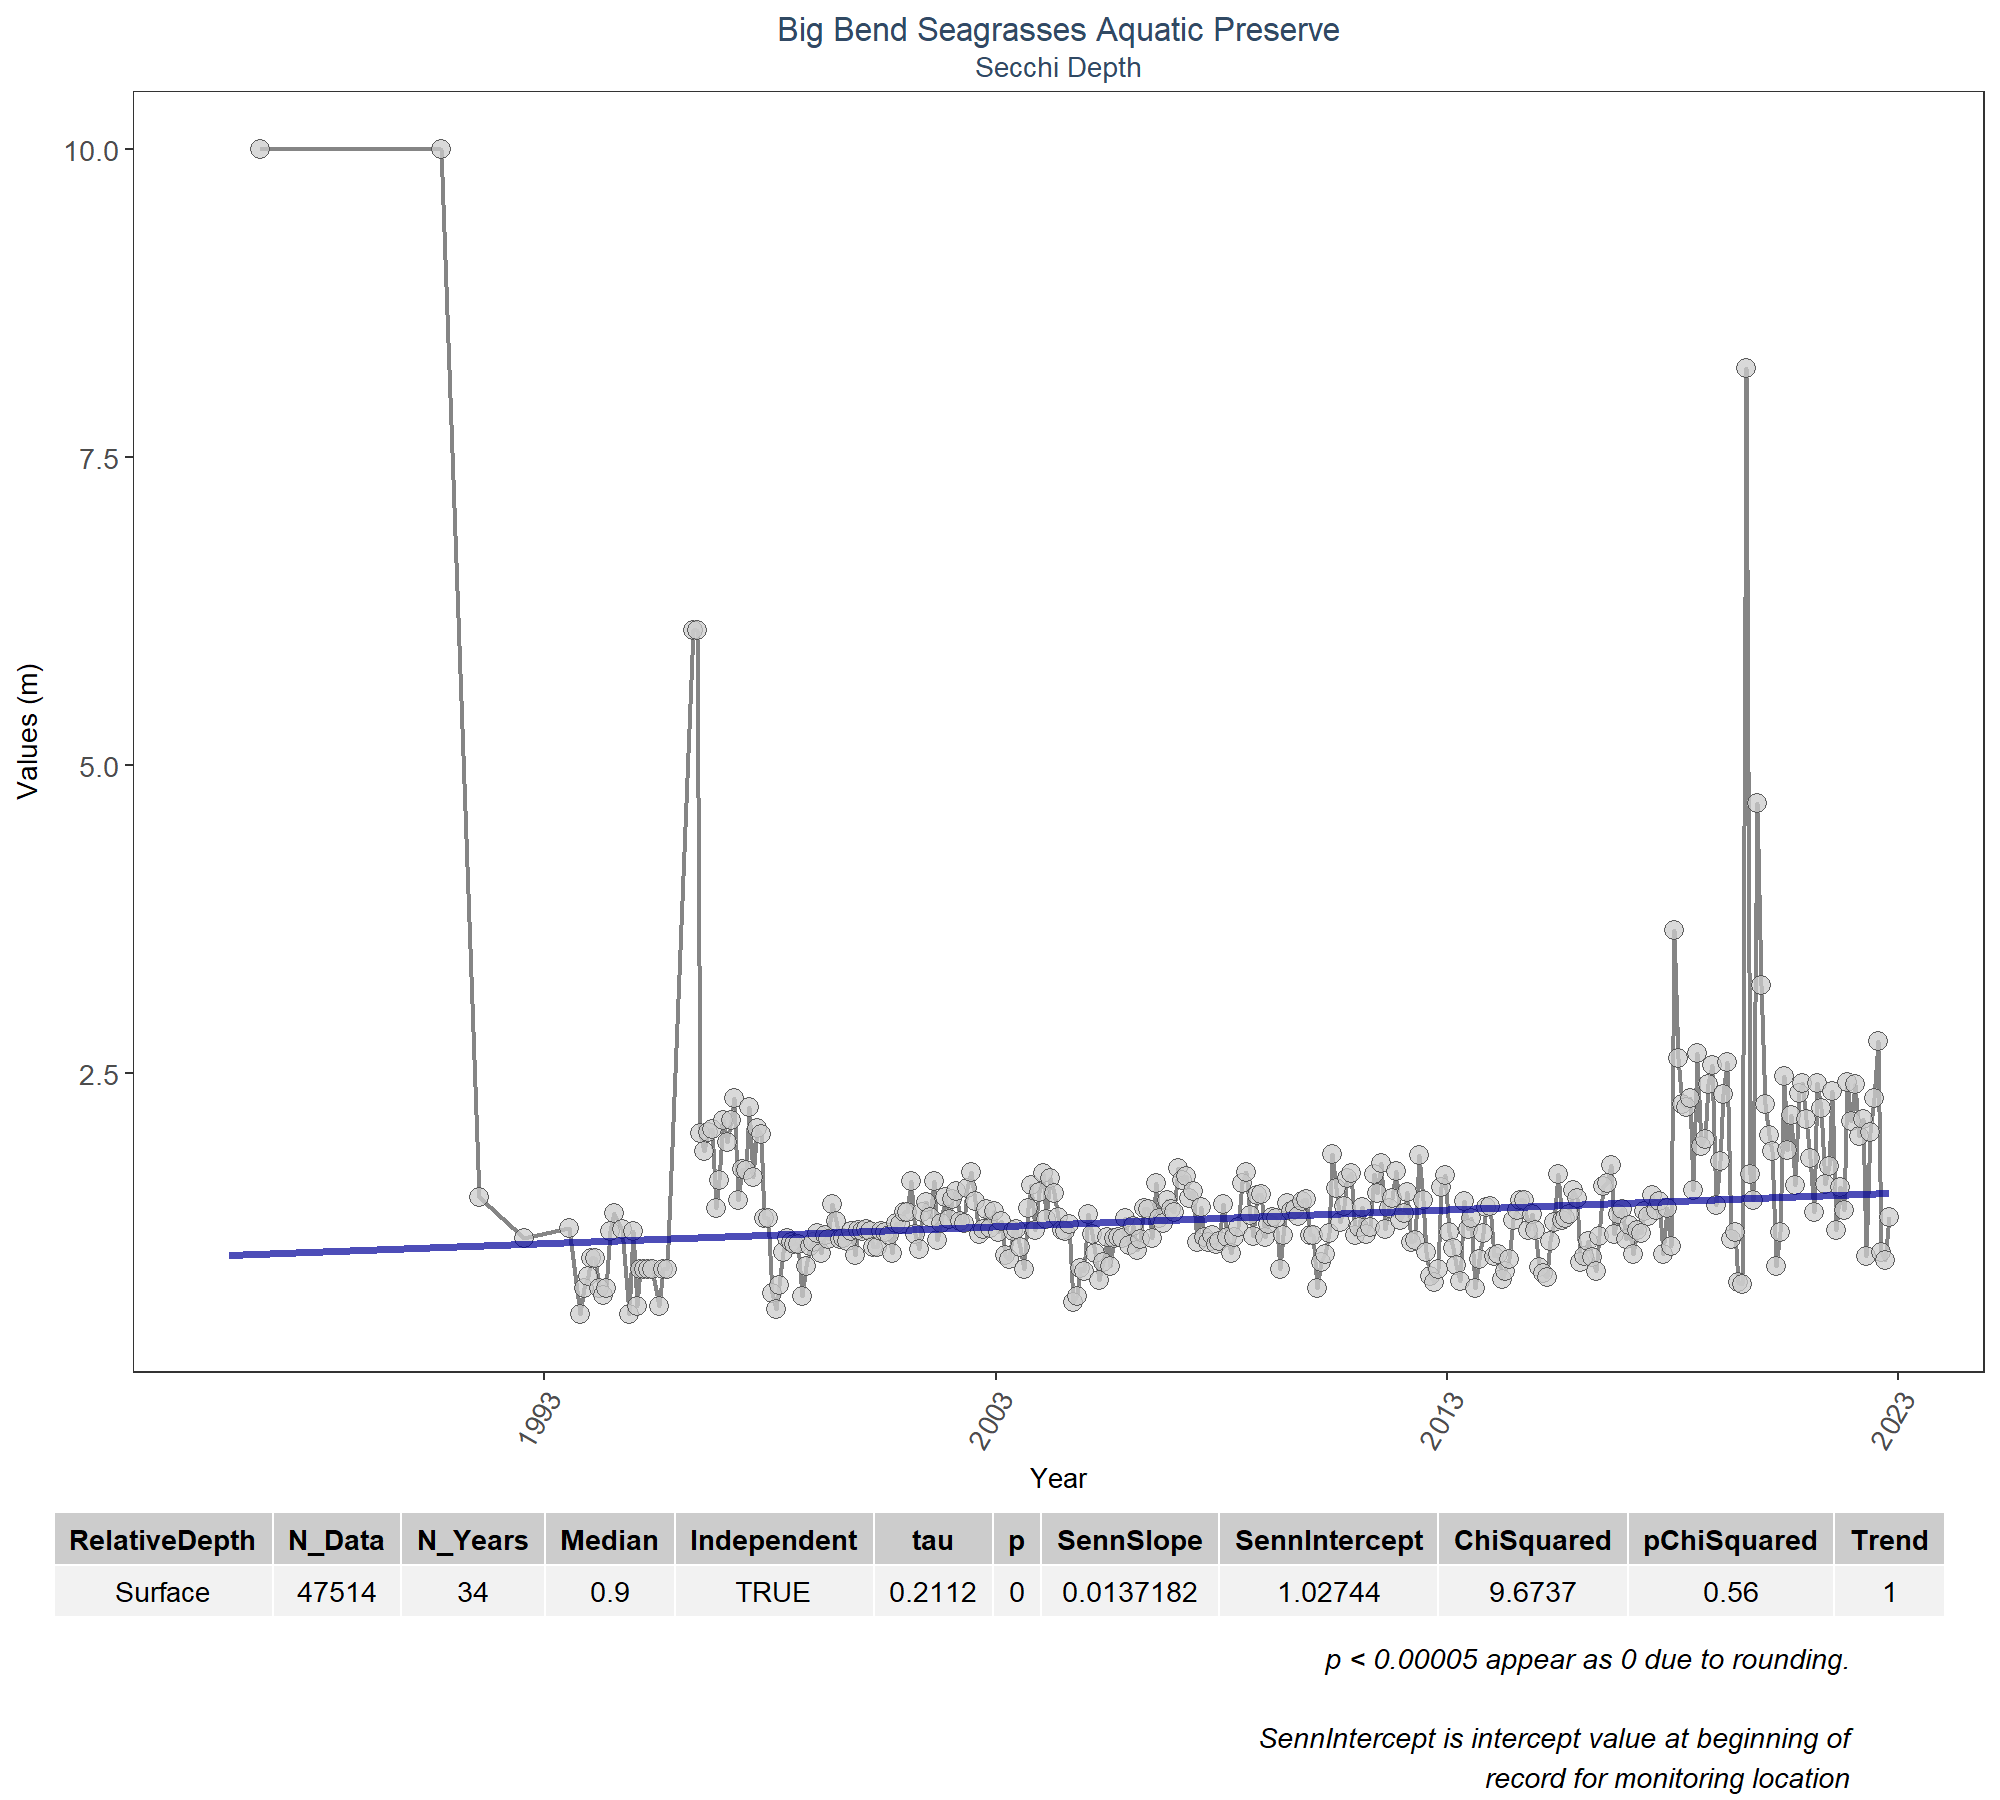 Big Bend Seagrasses Aquatic Preserve
Secchi Depth
10.0
7.5
5.0
2.5
Values (m)
1993
2003
2013
2023
Year
RelativeDepth N_Data N_Years Median Independent tau p SennSlope SennIntercept ChiSquared pChiSquared Trend
Surface 47514 34 0.9 TRUE 0.2112 0 0.0137182 1.02744 9.6737 0.56 1
p < 0.00005 appear as 0 due to rounding.
SennIntercept is intercept value at beginning of
record for monitoring location